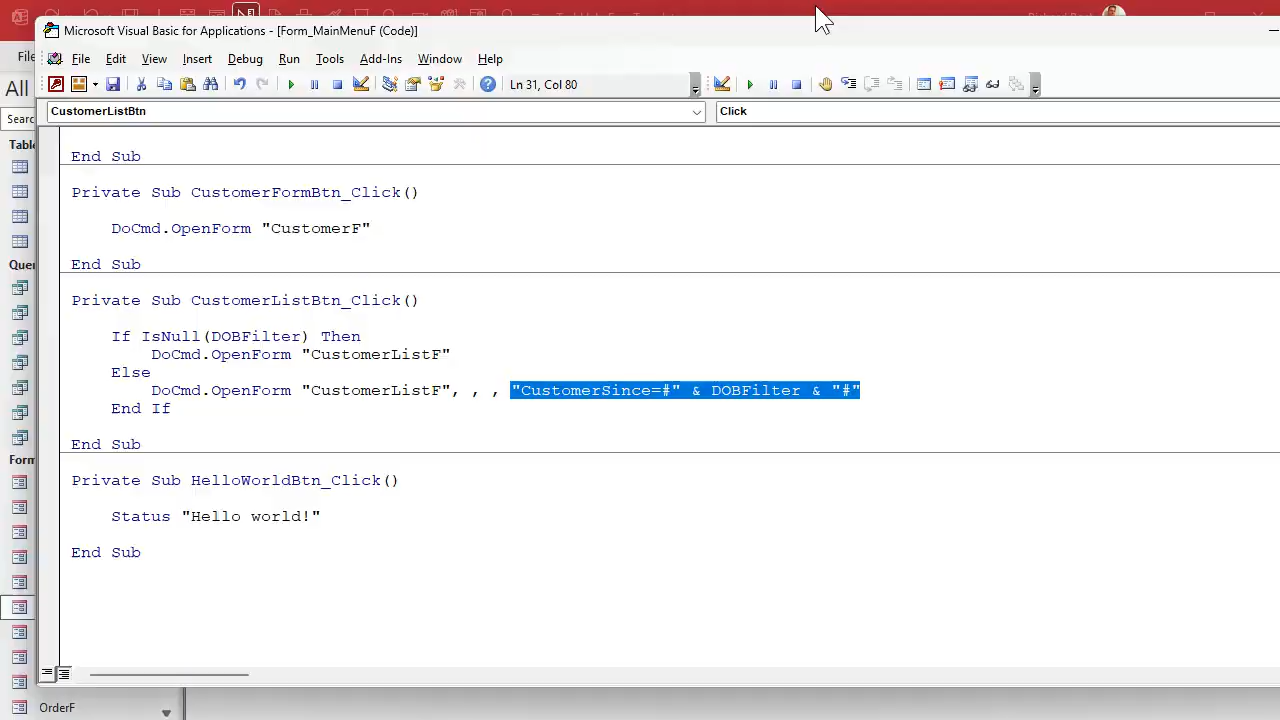 Microsoft Visual Basic for Applications - [Form_MainMenuF (Code)]
File Edit View Insert Debug Run Tools Add-Ins Window Help
Ln 31, Col 80
CustomerListBtn Click
File
All
Sear
Table
Que
Form
OrderF
End Sub
Private Sub CustomerFormBtn_Click()
DoCmd.OpenForm "CustomerF"
End Sub
Private Sub CustomerListBtn_Click()
If IsNull(DOBFilter) Then
DoCmd.OpenForm "CustomerListF"
Else
DoCmd.OpenForm "CustomerListF", , , "CustomerSince=#" & DOBFilter & "#"
End If
End Sub
Private Sub HelloWorldBtn_Click()
Status "Hello world!"
End Sub